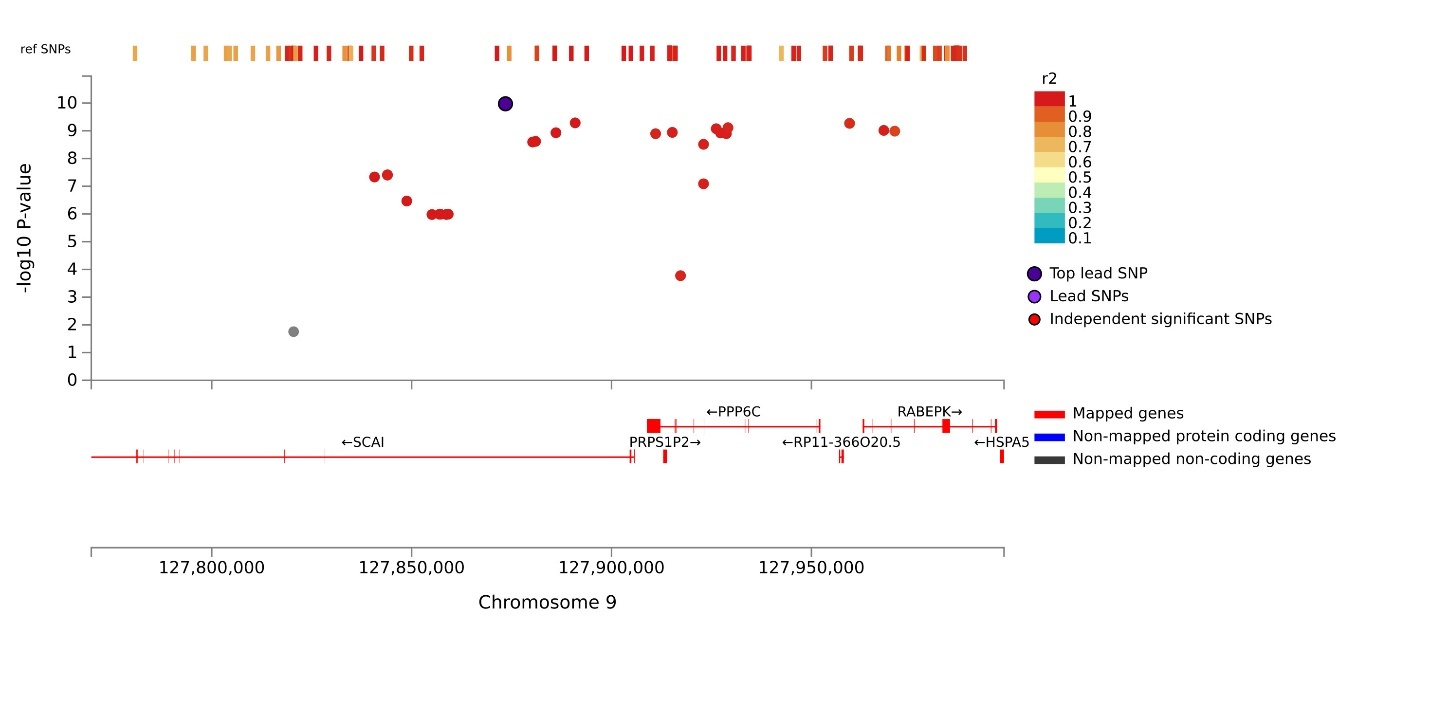 ref SNPs
r2
1
0.9
0.8
0.7
0.6
0.5
0.4
0.3
0.2
0.1
10
9
8
7
6
5
4
3
2
1
0
-log10 P-value
Top lead SNP
Lead SNPs
Independent significant SNPs
←PPP6C
RABEPK→
←SCAI
PRPS1P2→
←RP11-366O20.5
←HSPA5
Mapped genes
Non-mapped protein coding genes
Non-mapped non-coding genes
127,800,000
127,850,000
127,900,000
127,950,000
Chromosome 9